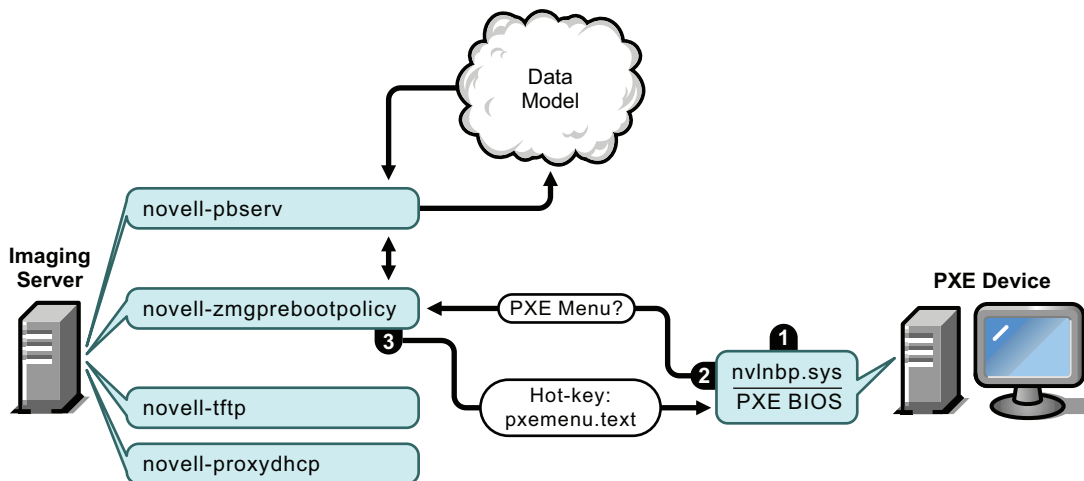 Data
Model
novell-pbserv
Imaging
Server
PXE Device
novell-zmgprebootpolicy
PXE Menu?
1
3
2
nvlnbp.sys
PXE BIOS
Hot-key:
pxemenu.text
novell-tftp
novell-proxydhcp